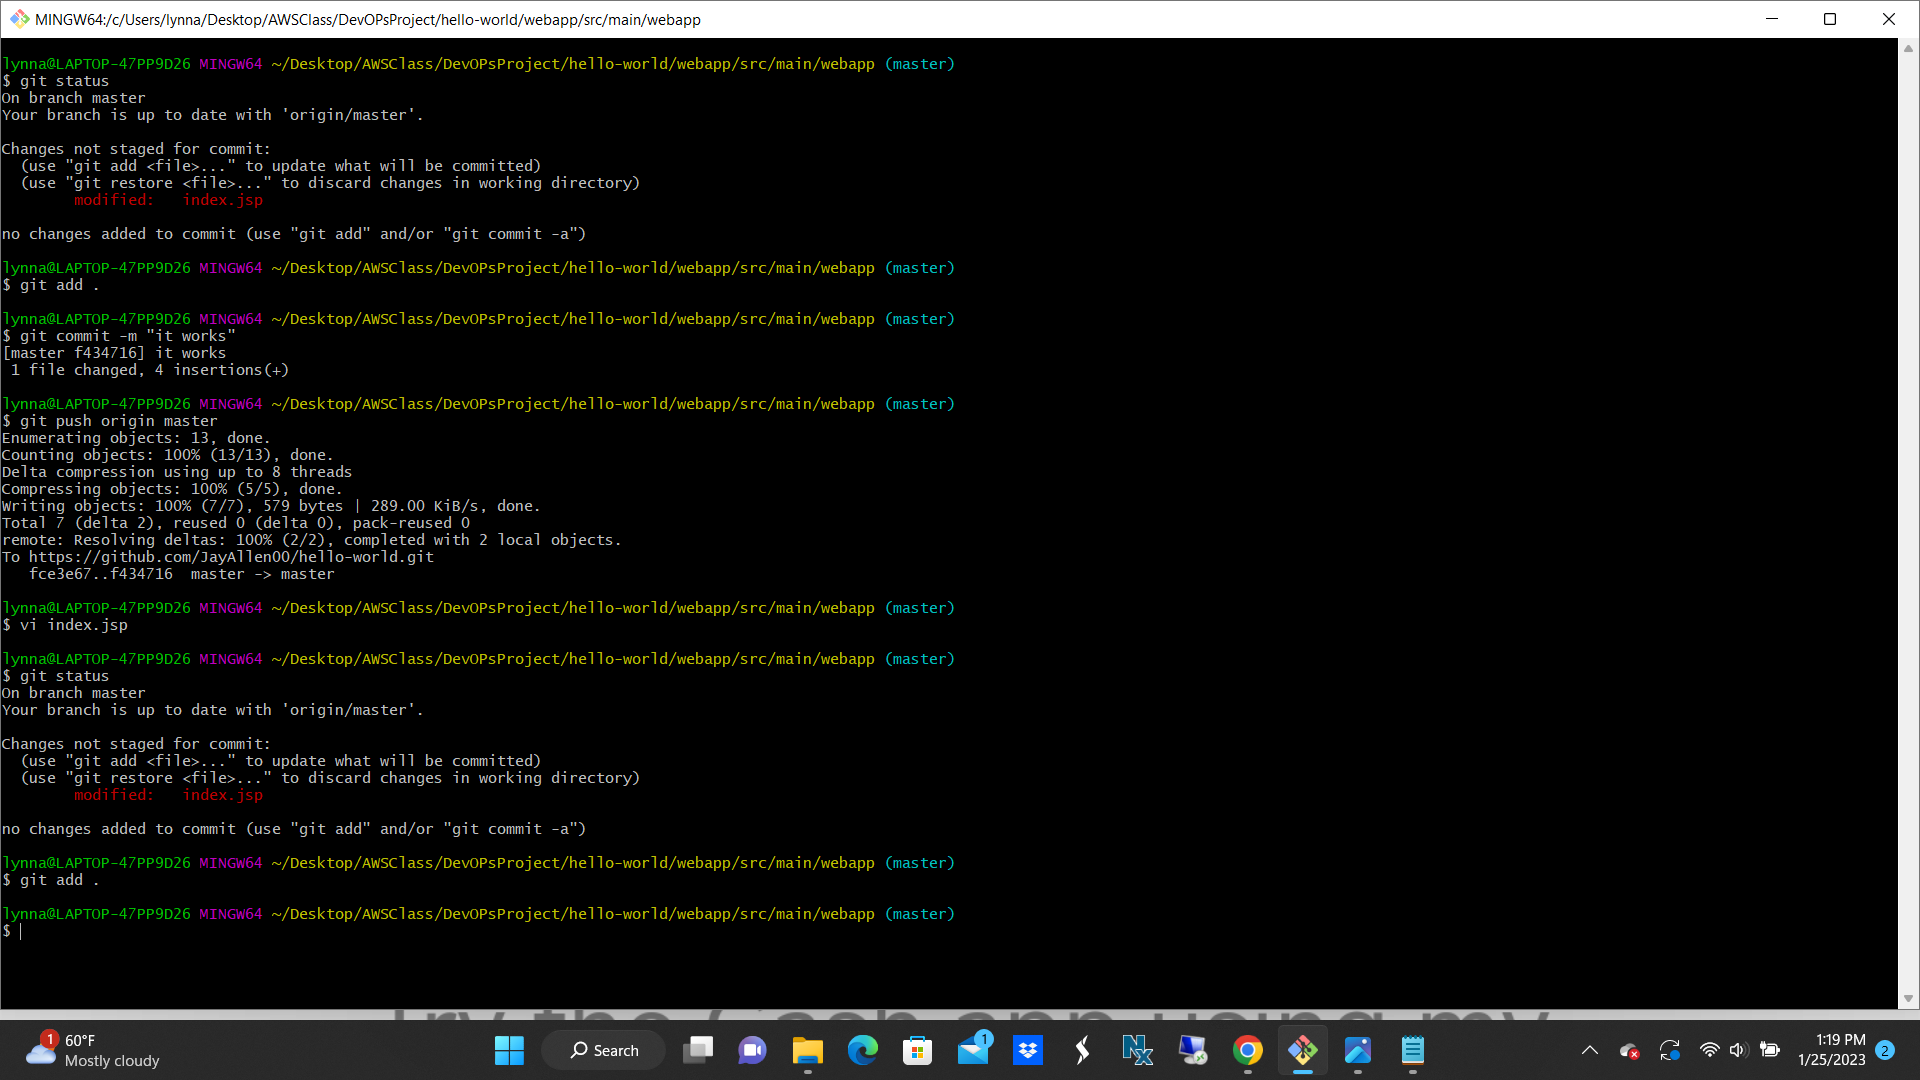 MINGW64:/c/Users/lynna/Desktop/AWSClass/DevOPsProject/hello-world/webapp/src/main/webapp
lynna@LAPTOP-47PP9D26 MINGW64 ~/Desktop/AWSClass/DevOPsProject/hello-world/webapp/src/main/webapp (master)
$ git status
On branch master
Your branch is up to date with 'origin/master'.
Changes not staged for commit:
(use "git add <file>..." to update what will be committed)
(use "git restore <file>..." to discard changes in working directory)
modified: index.jsp
no changes added to commit (use "git add" and/or "git commit -a")
lynna@LAPTOP-47PP9D26 MINGW64 ~/Desktop/AWSClass/DevOPsProject/hello-world/webapp/src/main/webapp (master)
$ git add .
lynna@LAPTOP-47PP9D26 MINGW64 ~/Desktop/AWSClass/DevOPsProject/hello-world/webapp/src/main/webapp (master)
$ git commit -m "it works"
[master f434716] it works
1 file changed, 4 insertions(+)
lynna@LAPTOP-47PP9D26 MINGW64 ~/Desktop/AWSClass/DevOPsProject/hello-world/webapp/src/main/webapp (master)
$ git push origin master
Enumerating objects: 13, done.
Counting objects: 100% (13/13), done.
Delta compression using up to 8 threads
Compressing objects: 100% (5/5), done.
Writing objects: 100% (7/7), 579 bytes | 289.00 KiB/s, done.
Total 7 (delta 2), reused 0 (delta 0), pack-reused 0
remote: Resolving deltas: 100% (2/2), completed with 2 local objects.
To https://github.com/JayAllen00/hello-world.git
fce3e67..f434716 master -> master
lynna@LAPTOP-47PP9D26 MINGW64 ~/Desktop/AWSClass/DevOPsProject/hello-world/webapp/src/main/webapp (master)
$ vi index.jsp
lynna@LAPTOP-47PP9D26 MINGW64 ~/Desktop/AWSClass/DevOPsProject/hello-world/webapp/src/main/webapp (master)
$ git status
On branch master
Your branch is up to date with 'origin/master'.
Changes not staged for commit:
(use "git add <file>..." to update what will be committed)
(use "git restore <file>..." to discard changes in working directory)
modified: index.jsp
no changes added to commit (use "git add" and/or "git commit -a")
lynna@LAPTOP-47PP9D26 MINGW64 ~/Desktop/AWSClass/DevOPsProject/hello-world/webapp/src/main/webapp (master)
$ git add .
lynna@LAPTOP-47PP9D26 MINGW64 ~/Desktop/AWSClass/DevOPsProject/hello-world/webapp/src/main/webapp (master)
$
Try the Cash app using my
1
60°F
Mostly cloudy
Search
1
1:19 PM
1/25/2023
2